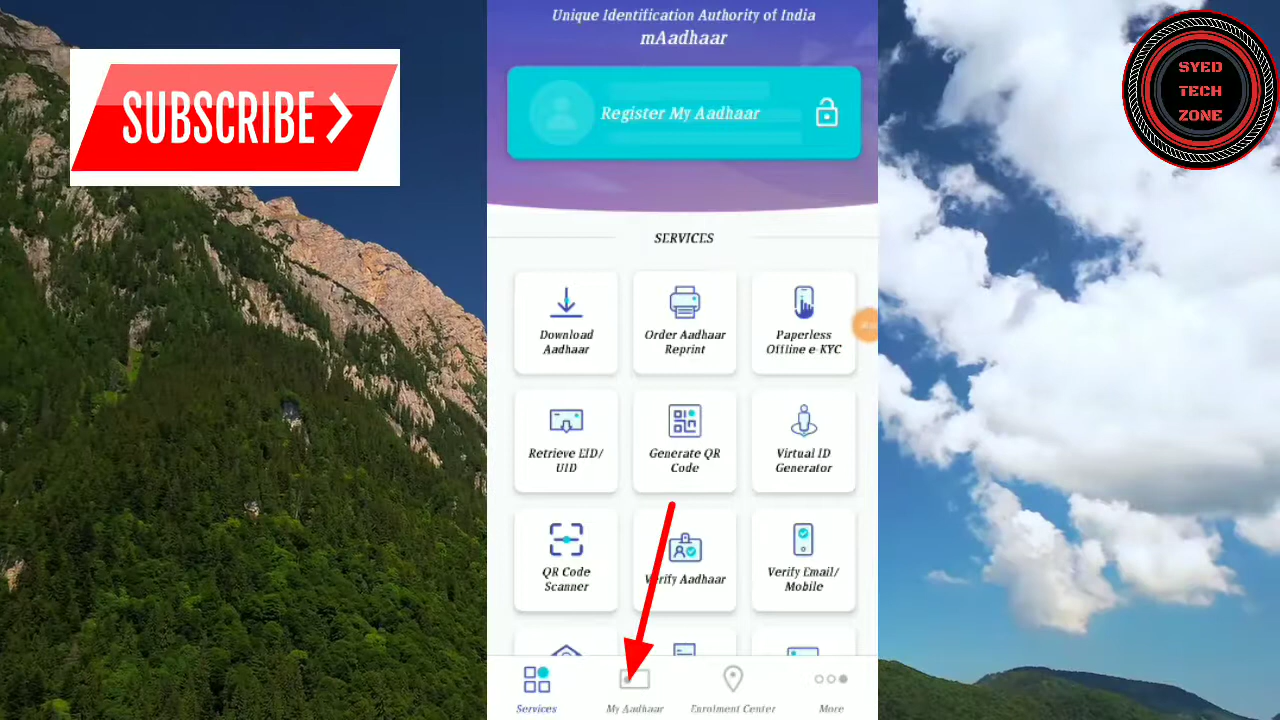 SUBSCRIBE
Unique Identification Authority of India
mAadhaar
Register My Aadhaar
SYED
TECH
ZONE
SERVICES
Download
Aadhaar
Order Aadhaar
Reprint
Paperless
Offline e-KYC
Retrieve EID/
UID
Generate QR
Code
Virtual ID
Generator
QR Code
Scanner
Verify Aadhaar
Verify Email/
Mobile
Services
My Aadhaar
Enrolment Center
More